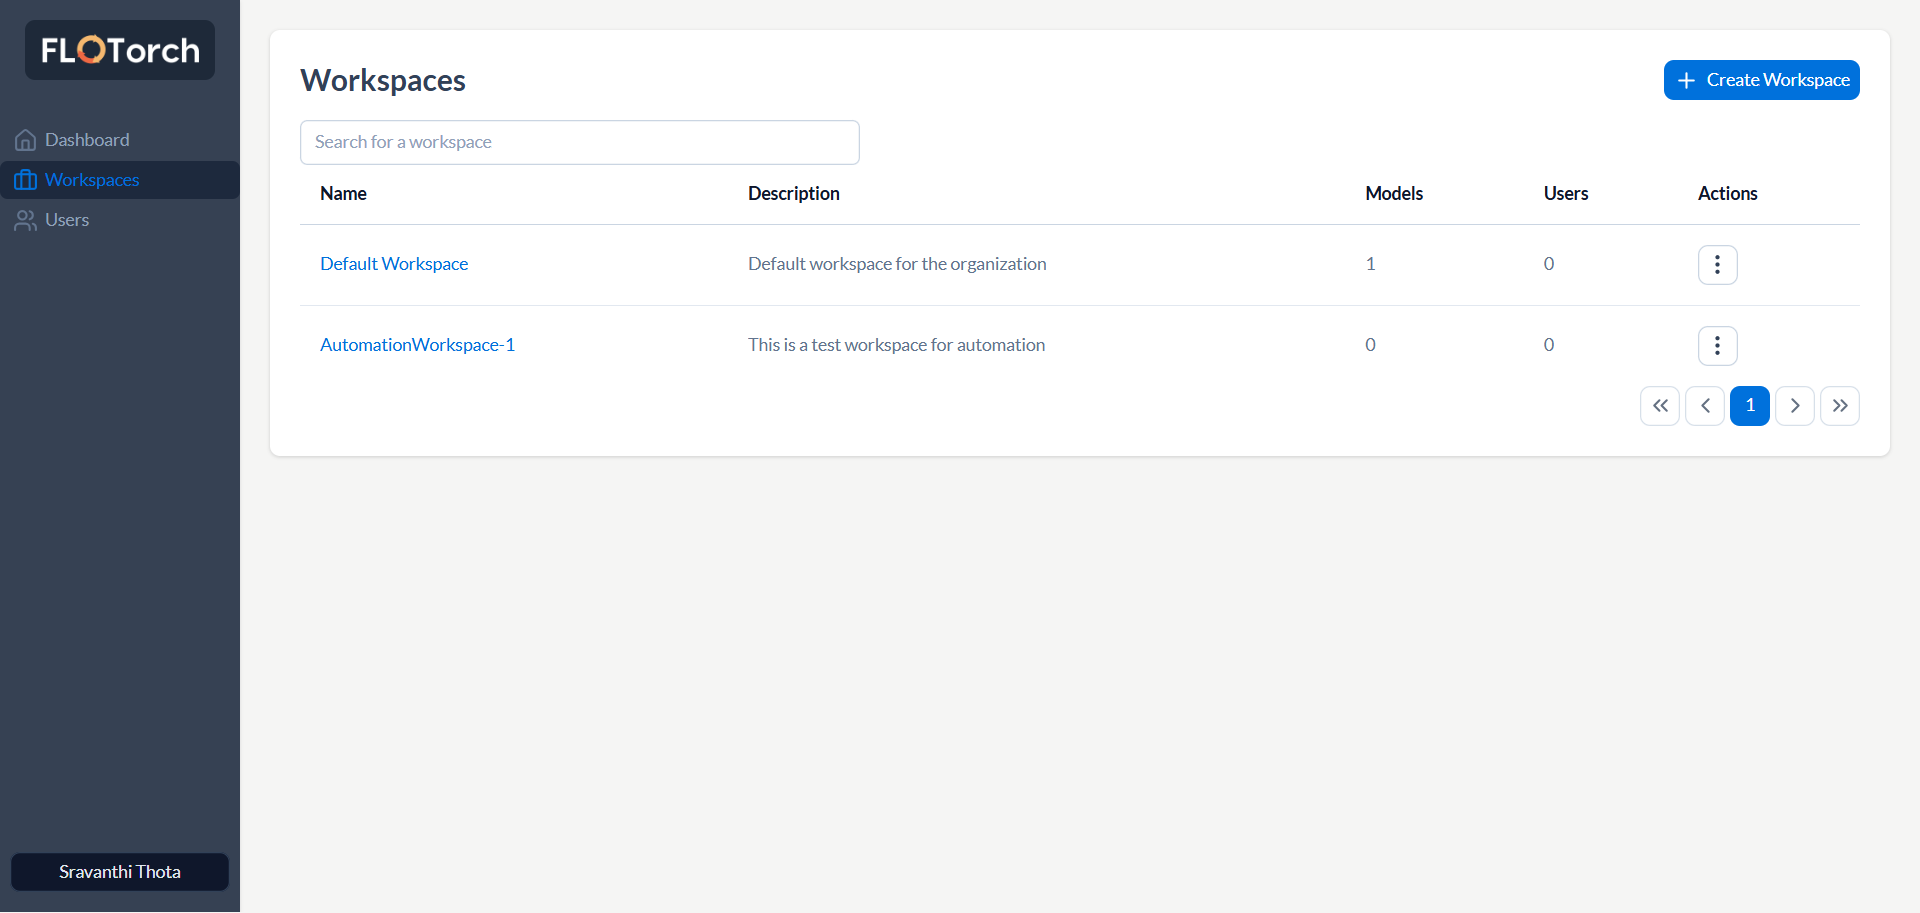 FLOTorch
Dashboard
Workspaces
Users
Sravanthi Thota
Workspaces
Create Workspace
Search for a workspace
Name Description Models Users Actions
Default Workspace Default workspace for the organization 1 0
AutomationWorkspace-1 This is a test workspace for automation 0 0
1